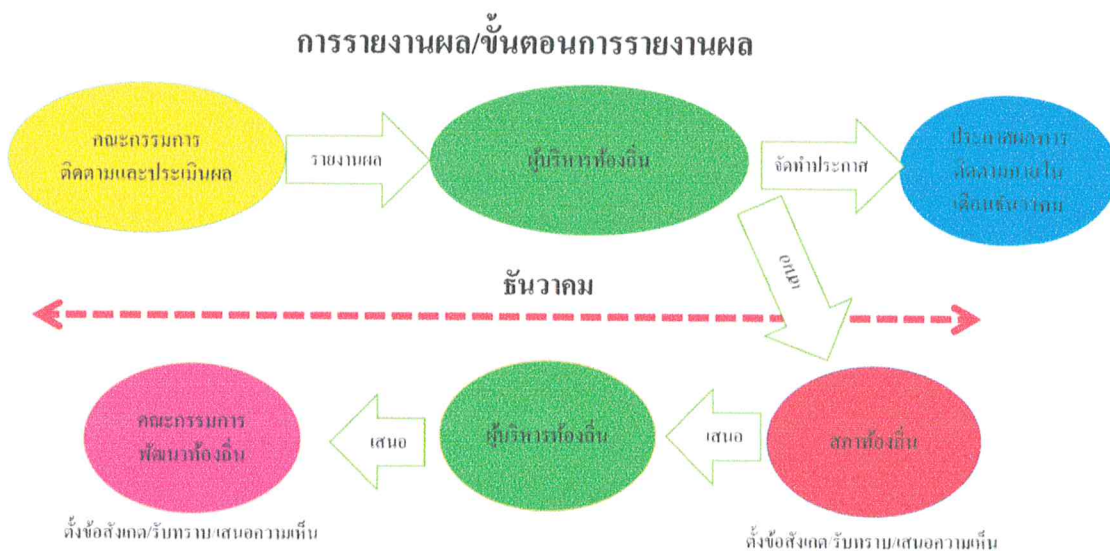 การรายงานผล/ขั้นตอนการรายงานผล
คณะกรรมการ
ติดตามและประเมินผล
รายงานผล
ผู้บริหารท้องถิ่น
จัดทำประกาศ
ประกาศผลการ
ติดตามภายใน
เดือนธันวาคม
เสนอ
ธันวาคม
คณะกรรมการ
พัฒนาท้องถิ่น
เสนอ
ผู้บริหารท้องถิ่น
เสนอ
สภาท้องถิ่น
ตั้งข้อสังเกต/รับทราบ/เสนอความเห็น
ตั้งข้อสังเกต/รับทราบ/เสนอความเห็น